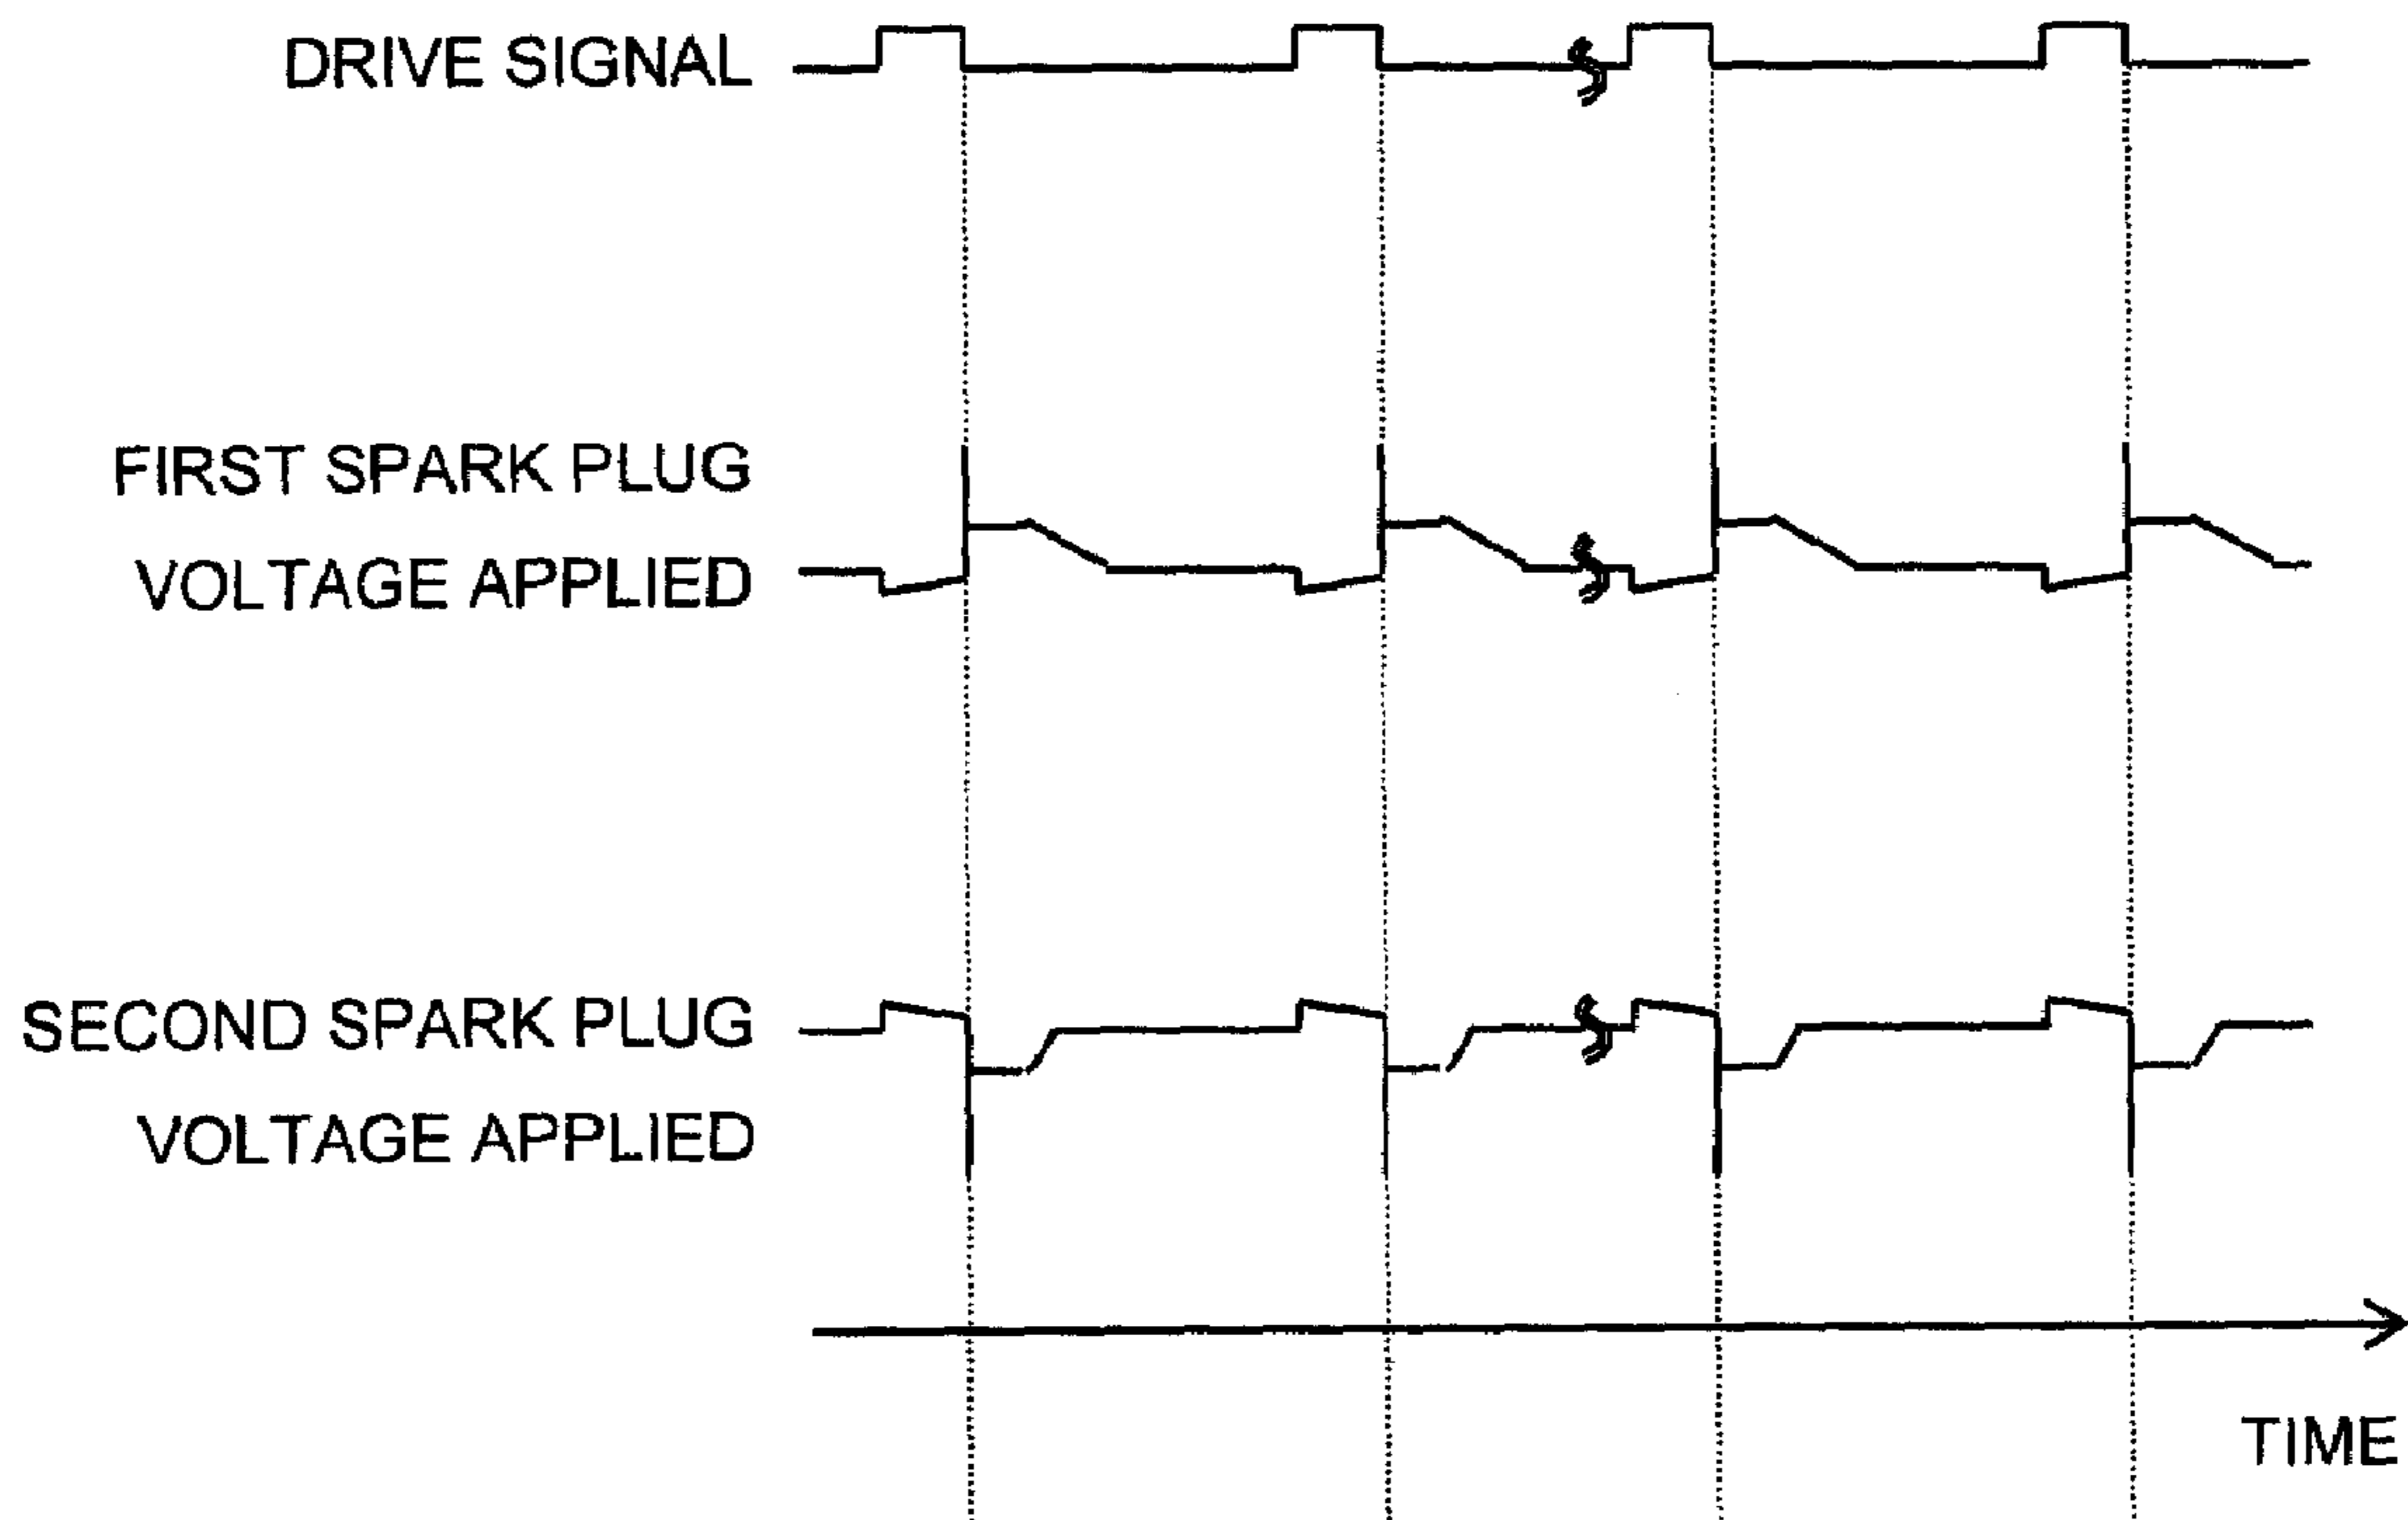 DRIVE SIGNAL
FIRST SPARK PLUG
VOLTAGE APPLIED
SECOND SPARK PLUG
VOLTAGE APPLIED
TIME